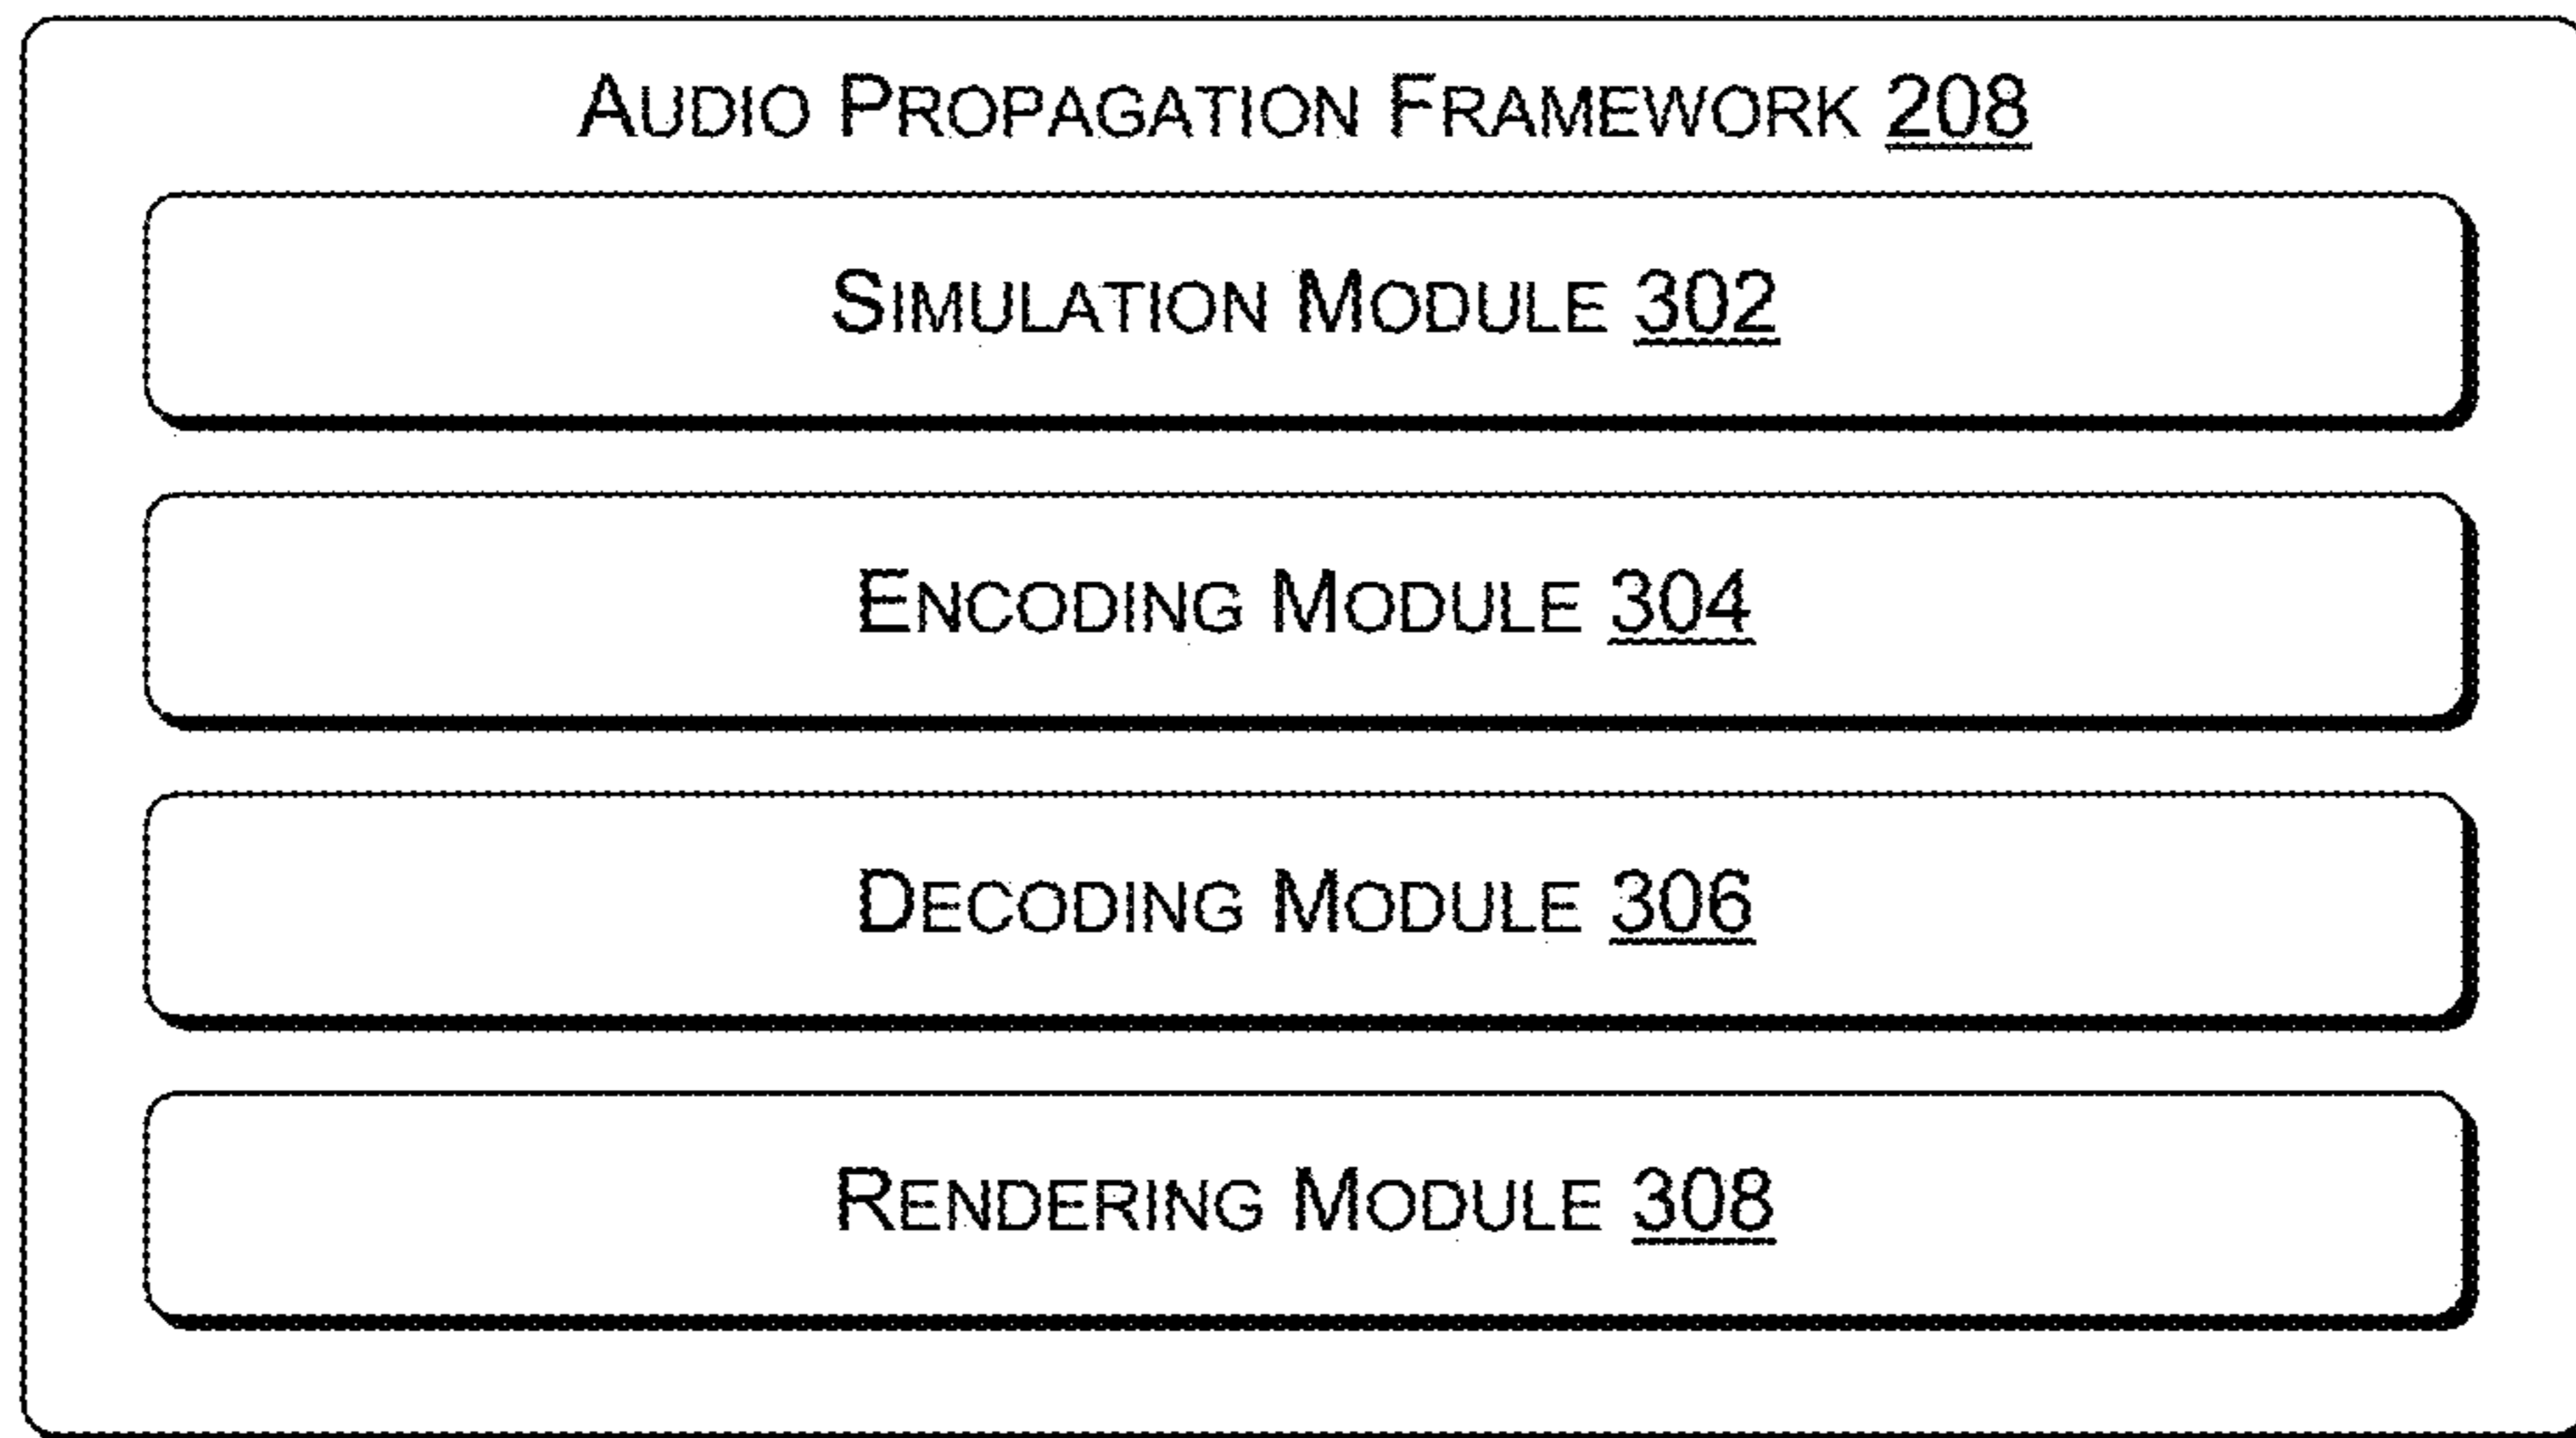 AUDIO PROPAGATION FRAMEWORK 208
SIMULATION MODULE 302
ENCODING MODULE 304
DECODING MODULE 306
RENDERING MODULE 308